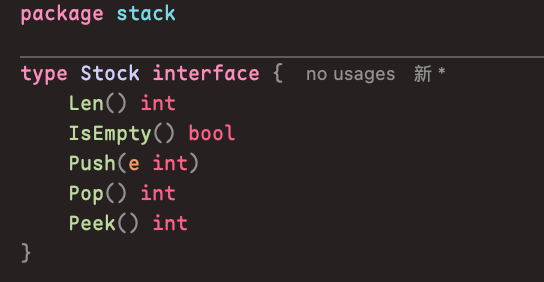 package stack
type Stock interface {  no usages  新 *
    Len() int
    IsEmpty() bool
    Push(e int)
    Pop() int
    Peek() int
}